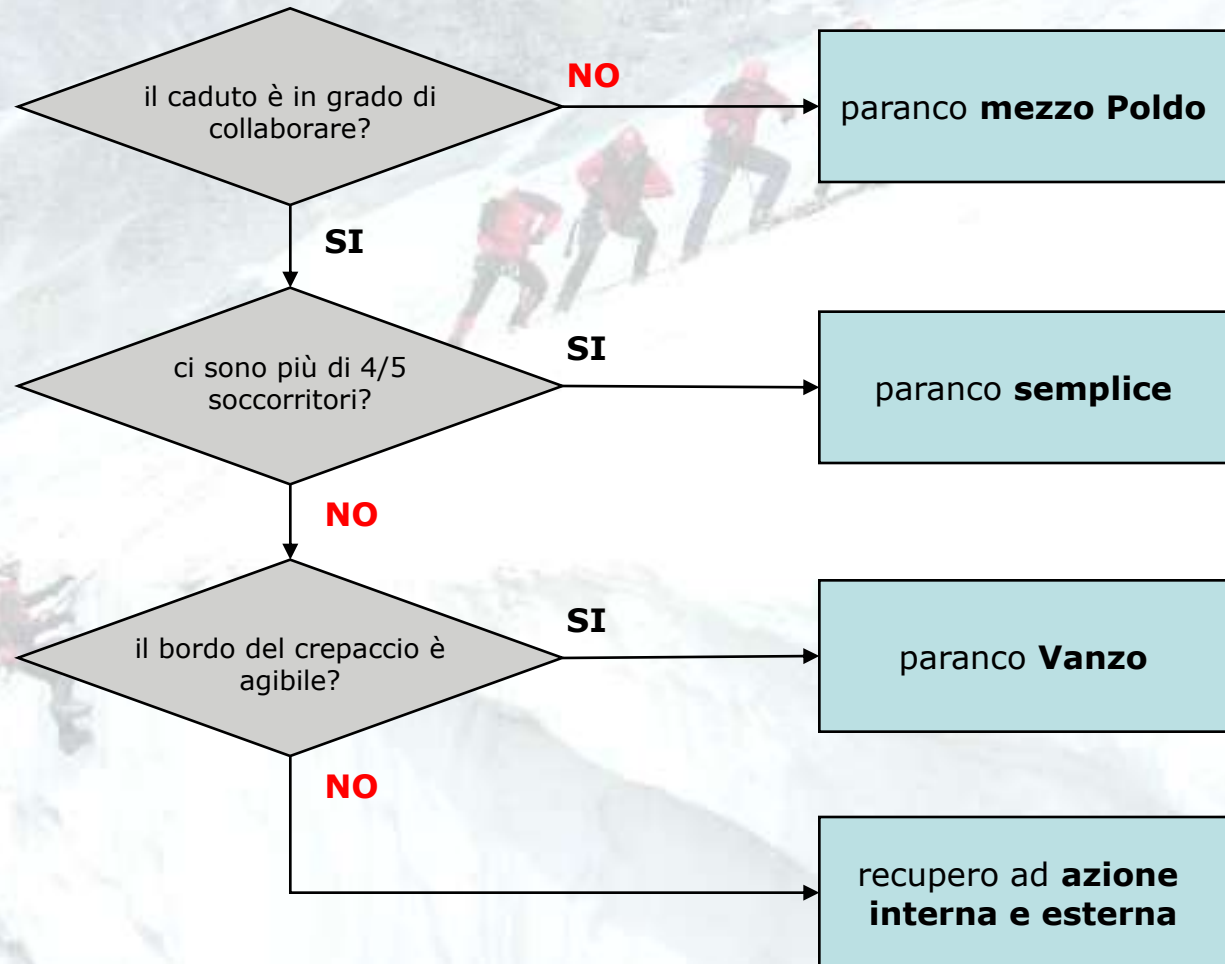 il caduto è in grado di
collaborare?
NO
paranco mezzo Poldo
SI
ci sono più di 4/5
soccorritori?
SI
paranco semplice
NO
il bordo del crepaccio è
agibile?
SI
paranco Vanzo
NO
recupero ad azione
interna e esterna